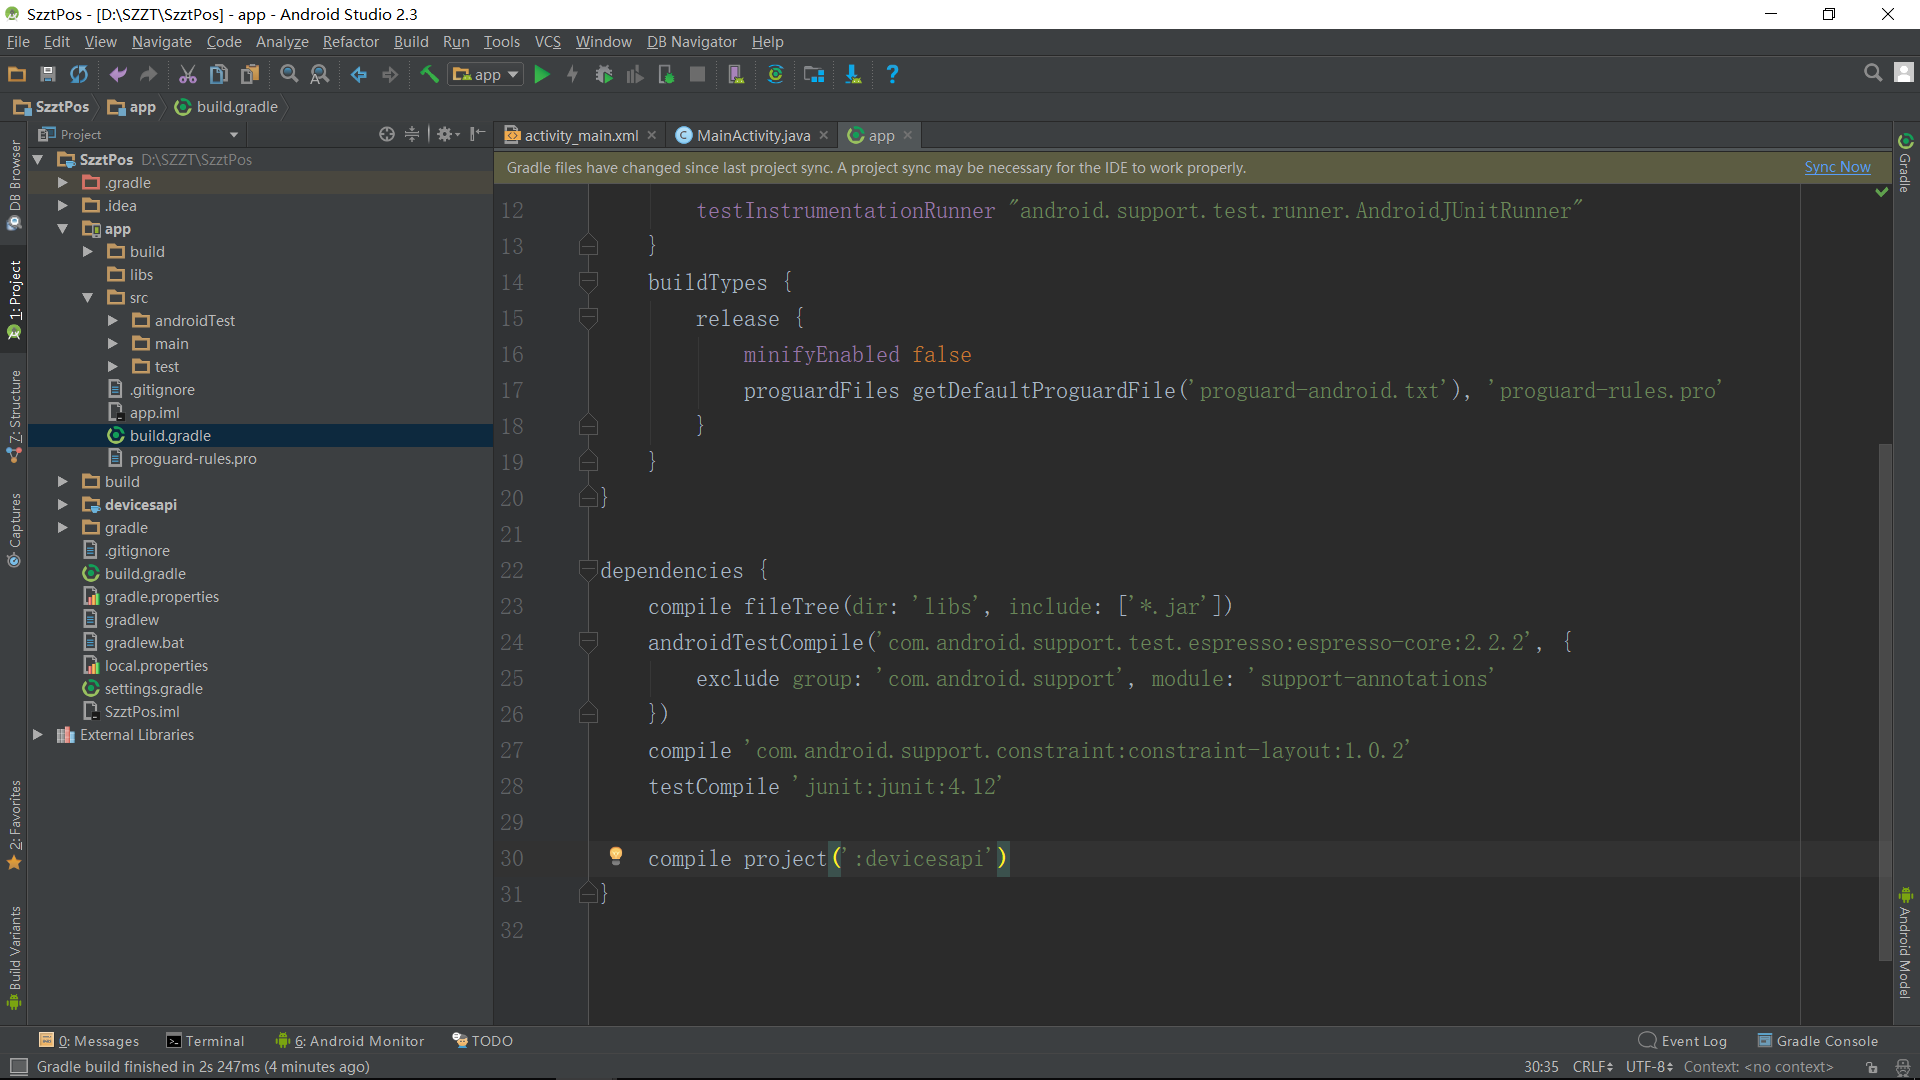 SzztPos - [D:\SZZT\SzztPos] - app - Android Studio 2.3
File Edit View Navigate Code Analyze Refactor Build Run Tools VCS Window DB Navigator Help
app
SzztPos app build.gradle
Project
activity_main.xml MainActivity.java app
Gradle files have changed since last project sync. A project sync may be necessary for the IDE to work properly. Sync Now
DB Browser
1: Project
7: Structure
Captures
2: Favorites
Build Variants
SzztPos D:\SZZT\SzztPos
.gradle
.idea
app
build
libs
src
androidTest
main
test
.gitignore
app.iml
build.gradle
proguard-rules.pro
build
devicesapi
gradle
.gitignore
build.gradle
gradle.properties
gradlew
gradlew.bat
local.properties
settings.gradle
SzztPos.iml
External Libraries
12 testInstrumentationRunner "android.support.test.runner.AndroidJUnitRunner"
13 }
14 buildTypes {
15 release {
16 minifyEnabled false
17 proguardFiles getDefaultProguardFile('proguard-android.txt'), 'proguard-rules.pro'
18 }
19 }
20 }
21
22 dependencies {
23 compile fileTree(dir: 'libs', include: ['*.jar'])
24 androidTestCompile('com.android.support.test.espresso:espresso-core:2.2.2', {
25 exclude group: 'com.android.support', module: 'support-annotations'
26 })
27 compile 'com.android.support.constraint:constraint-layout:1.0.2'
28 testCompile 'junit:junit:4.12'
29
30 compile project(':devicesapi')
31 }
32
Gradle
Android Model
0: Messages Terminal 6: Android Monitor TODO Event Log Gradle Console
Gradle build finished in 2s 247ms (4 minutes ago) 30:35 CRLF UTF-8 Context: <no context>